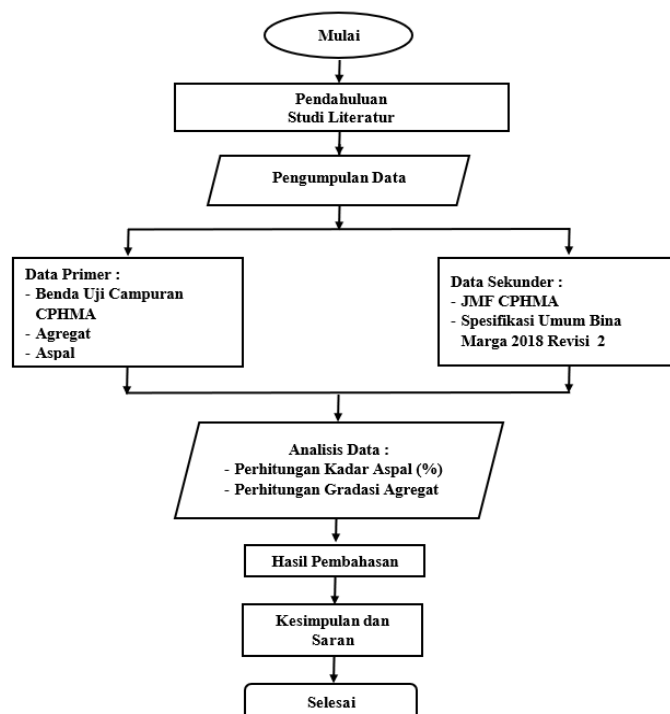 Mulai
Pendahuluan
Studi Literatur
Pengumpulan Data
Data Primer :
- Benda Uji Campuran
CPHMA
- Agregat
- Aspal
Data Sekunder :
- JMF CPHMA
- Spesifikasi Umum Bina
Marga 2018 Revisi 2
Analisis Data :
- Perhitungan Kadar Aspal (%)
- Perhitungan Gradasi Agregat
Hasil Pembahasan
Kesimpulan dan
Saran
Selesai